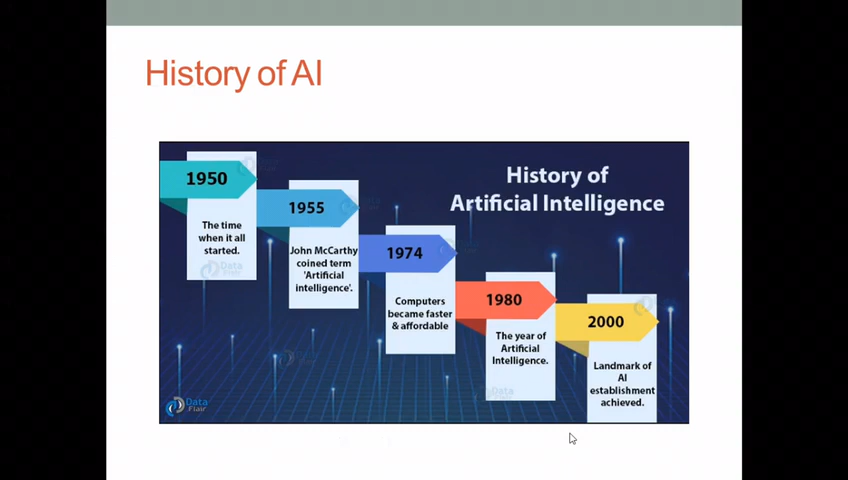 History of AI
History of
Artificial Intelligence
1950
The time
when it all
started.
1955
John McCarthy
coined term
'Artificial
intelligence'.
1974
Computers
became faster
& affordable
1980
The year of
Artificial
Intelligence.
2000
Landmark of
AI
establishment
achieved.
Data
Flair